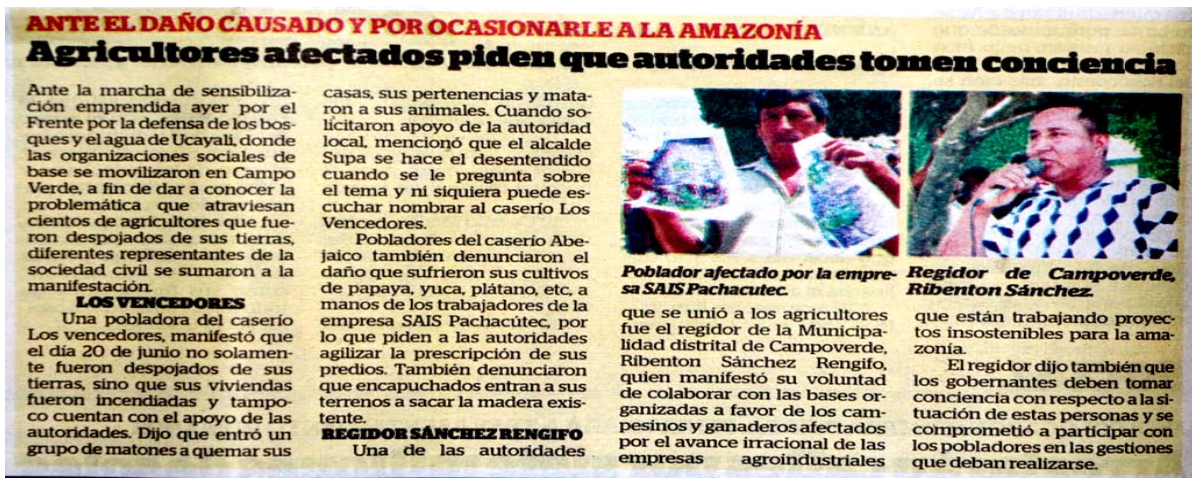 ANTE EL DAÑO CAUSADO Y POR OCASIONARLE A LA AMAZONÍA
Agricultores afectados piden que autoridades tomen conciencia
Ante la marcha de sensibiliza-
ción emprendida ayer por el
Frente por la defensa de los bos-
ques y el agua de Ucayali, donde
las organizaciones sociales de
base se movilizaron en Campo
Verde, a fin de dar a conocer la
problemática que atraviesan
cientos de agricultores que fue-
ron despojados de sus tierras,
diferentes representantes de la
sociedad civil se sumaron a la
manifestación.
LOS VENCEDORES
Una pobladora del caserío
Los vencedores, manifestó que
el día 20 de junio no solamen-
te fueron despojados de sus
tierras, sino que sus viviendas
fueron incendiadas y tampo-
co cuentan con el apoyo de las
autoridades. Dijo que entró un
grupo de matones a quemar sus
casas, sus pertenencias y mata-
ron a sus animales. Cuando so-
licitaron apoyo de la autoridad
local, mencionó que el alcalde
Supa se hace el desentendido
cuando se le pregunta sobre
el tema y ni siquiera puede es-
cuchar nombrar al caserío Los
Vencedores.
Pobladores del caserío Abe-
jaico también denunciaron el
daño que sufrieron sus cultivos
de papaya, yuca, plátano, etc, a
manos de los trabajadores de la
empresa SAIS Pachacútec, por
lo que piden a las autoridades
agilizar la prescripción de sus
predios. También denunciaron
que encapuchados entran a sus
terrenos a sacar la madera exis-
tente.
REGIDOR SÁNCHEZ RENGIFO
Una de las autoridades
Poblador afectado por la empre-
sa SAIS Pachacutec.
que se unió a los agricultores
fue el regidor de la Municipa-
lidad distrital de Campoverde,
Ribenton Sánchez Rengifo,
quien manifestó su voluntad
de colaborar con las bases or-
ganizadas a favor de los cam-
pesinos y ganaderos afectados
por el avance irracional de las
empresas agroindustriales
Regidor de Campoverde,
Ribenton Sánchez.
que están trabajando proyec-
tos insostenibles para la ama-
zonía.
El regidor dijo también que
los gobernantes deben tomar
conciencia con respecto a la si-
tuación de estas personas y se
comprometió a participar con
los pobladores en las gestiones
que deban realizarse.